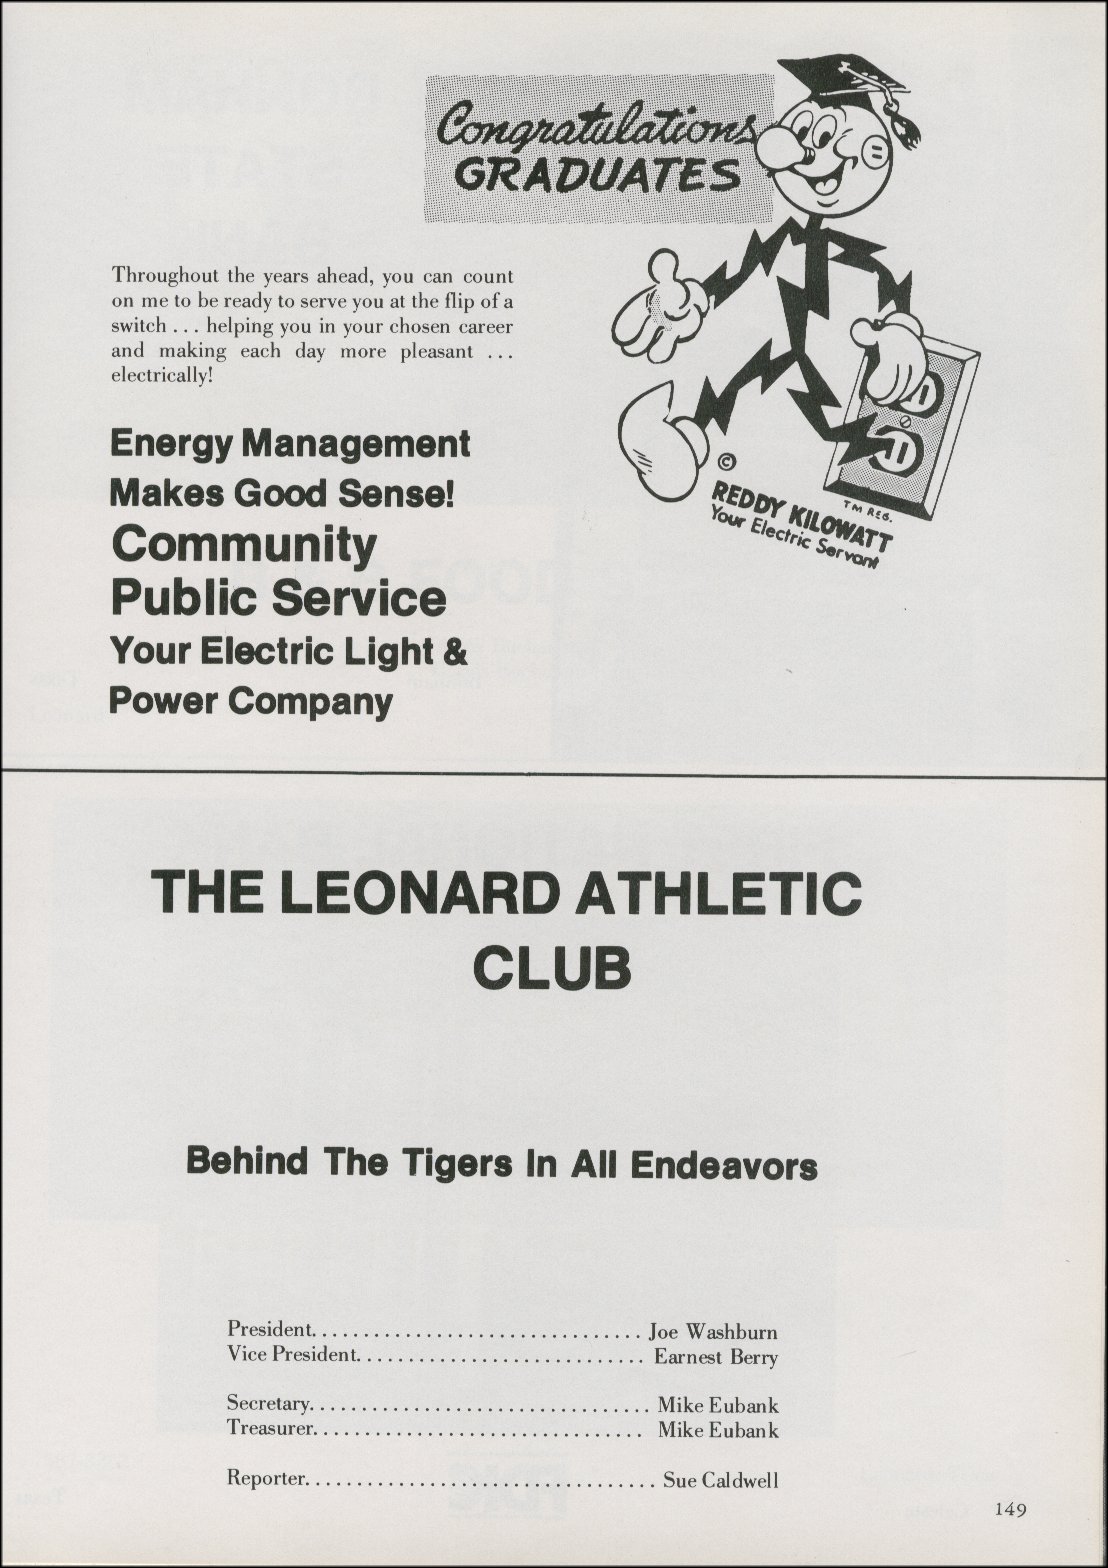 Congratulations
GRADUATES
Throughout the years ahead, you can count
on me to be ready to serve you at the flip of a
switch . . . helping you in your chosen career
and making each day more pleasant . . .
electrically!
Energy Management
Makes Good Sense!
Community
Public Service
Your Electric Light &
Power Company
©
REDDY KILOWATT
Your Electric Servant
TM REG.
THE LEONARD ATHLETIC
CLUB
Behind The Tigers In All Endeavors
President. . . . . . . . . . . . . . . . . . . . . . . . . . . . . . . . Joe Washburn
Vice President. . . . . . . . . . . . . . . . . . . . . . . . . . . . Earnest Berry
Secretary. . . . . . . . . . . . . . . . . . . . . . . . . . . . . . . . . Mike Eubank
Treasurer. . . . . . . . . . . . . . . . . . . . . . . . . . . . . . . . Mike Eubank
Reporter. . . . . . . . . . . . . . . . . . . . . . . . . . . . . . . . . . Sue Caldwell
149